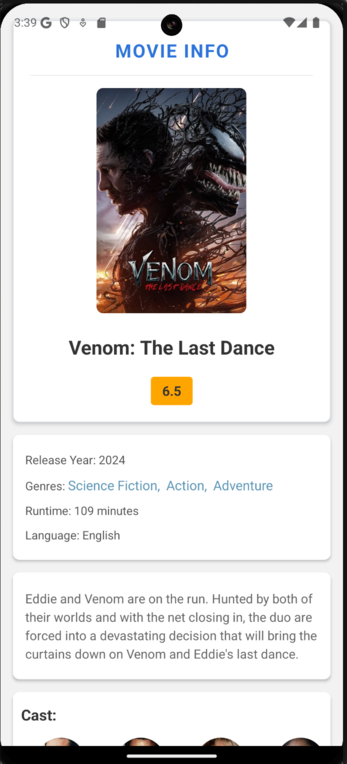 3:39
MOVIE INFO
VENOM
THE LAST DANCE
Venom: The Last Dance
6.5
Release Year: 2024
Genres: Science Fiction, Action, Adventure
Runtime: 109 minutes
Language: English
Eddie and Venom are on the run. Hunted by both of
their worlds and with the net closing in, the duo are
forced into a devastating decision that will bring the
curtains down on Venom and Eddie's last dance.
Cast: